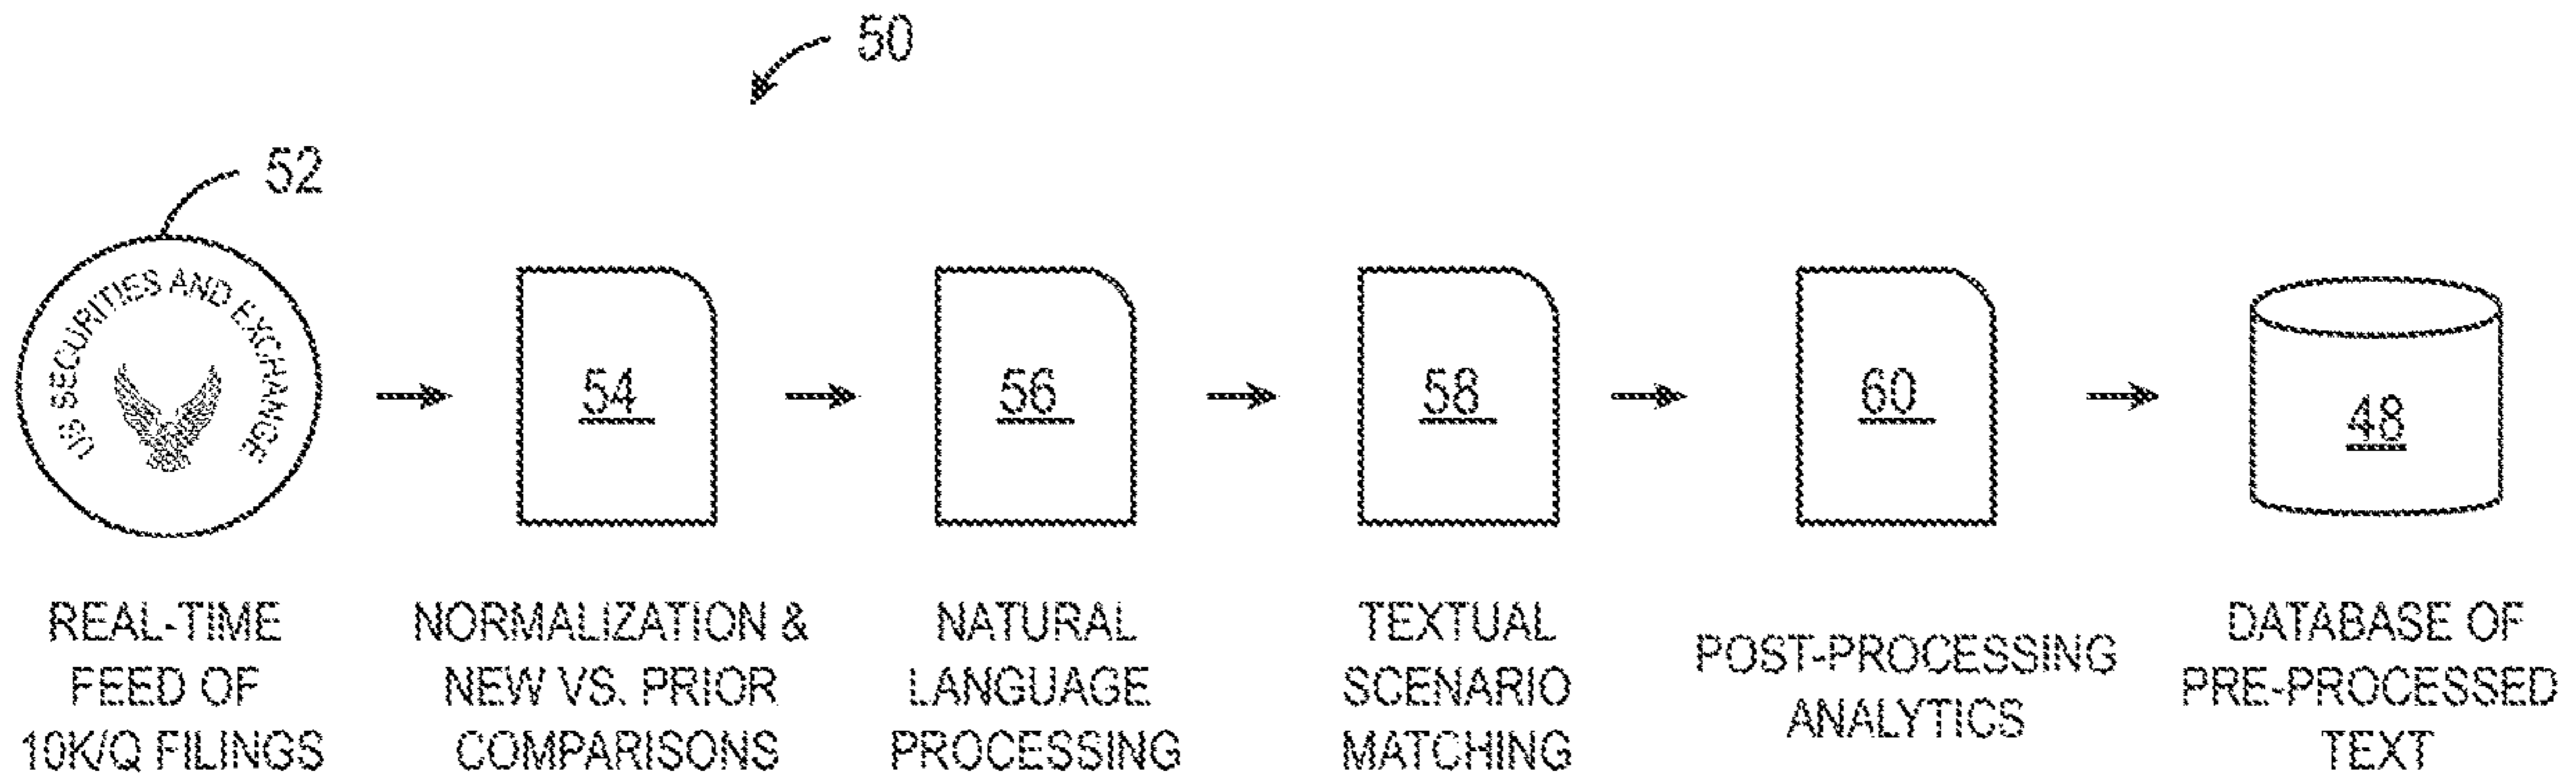 50
52
US SECURITIES AND EXCHANGE
54
56
58
60
48
REAL-TIME
FEED OF
10K/Q FILINGS
NORMALIZATION &
NEW VS. PRIOR
COMPARISONS
NATURAL
LANGUAGE
PROCESSING
TEXTUAL
SCENARIO
MATCHING
POST-PROCESSING
ANALYTICS
DATABASE OF
PRE-PROCESSED
TEXT